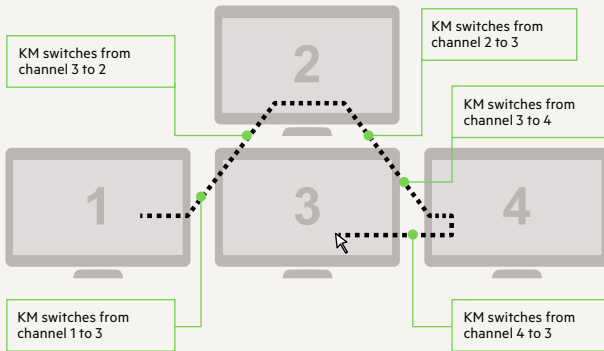 KM switches from
channel 3 to 2
2
KM switches from
channel 2 to 3
KM switches from
channel 3 to 4
1
3
4
KM switches from
channel 1 to 3
KM switches from
channel 4 to 3